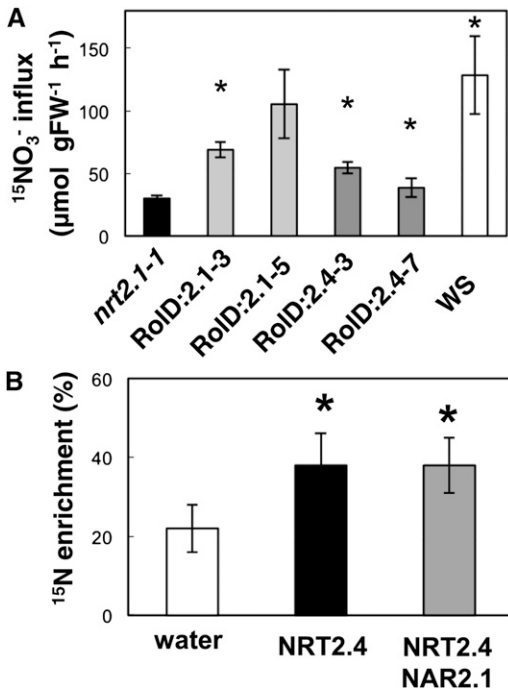 A
¹⁵NO₃⁻ influx
(µmol gFW⁻¹ h⁻¹)
150
100
50
0
*
*
*
*
nrt2.1-1
RolD:2.1-3
RolD:2.1-5
RolD:2.4-3
RolD:2.4-7
WS
B
¹⁵N enrichment (%)
60
40
20
0
*
*
water
NRT2.4
NRT2.4
NAR2.1